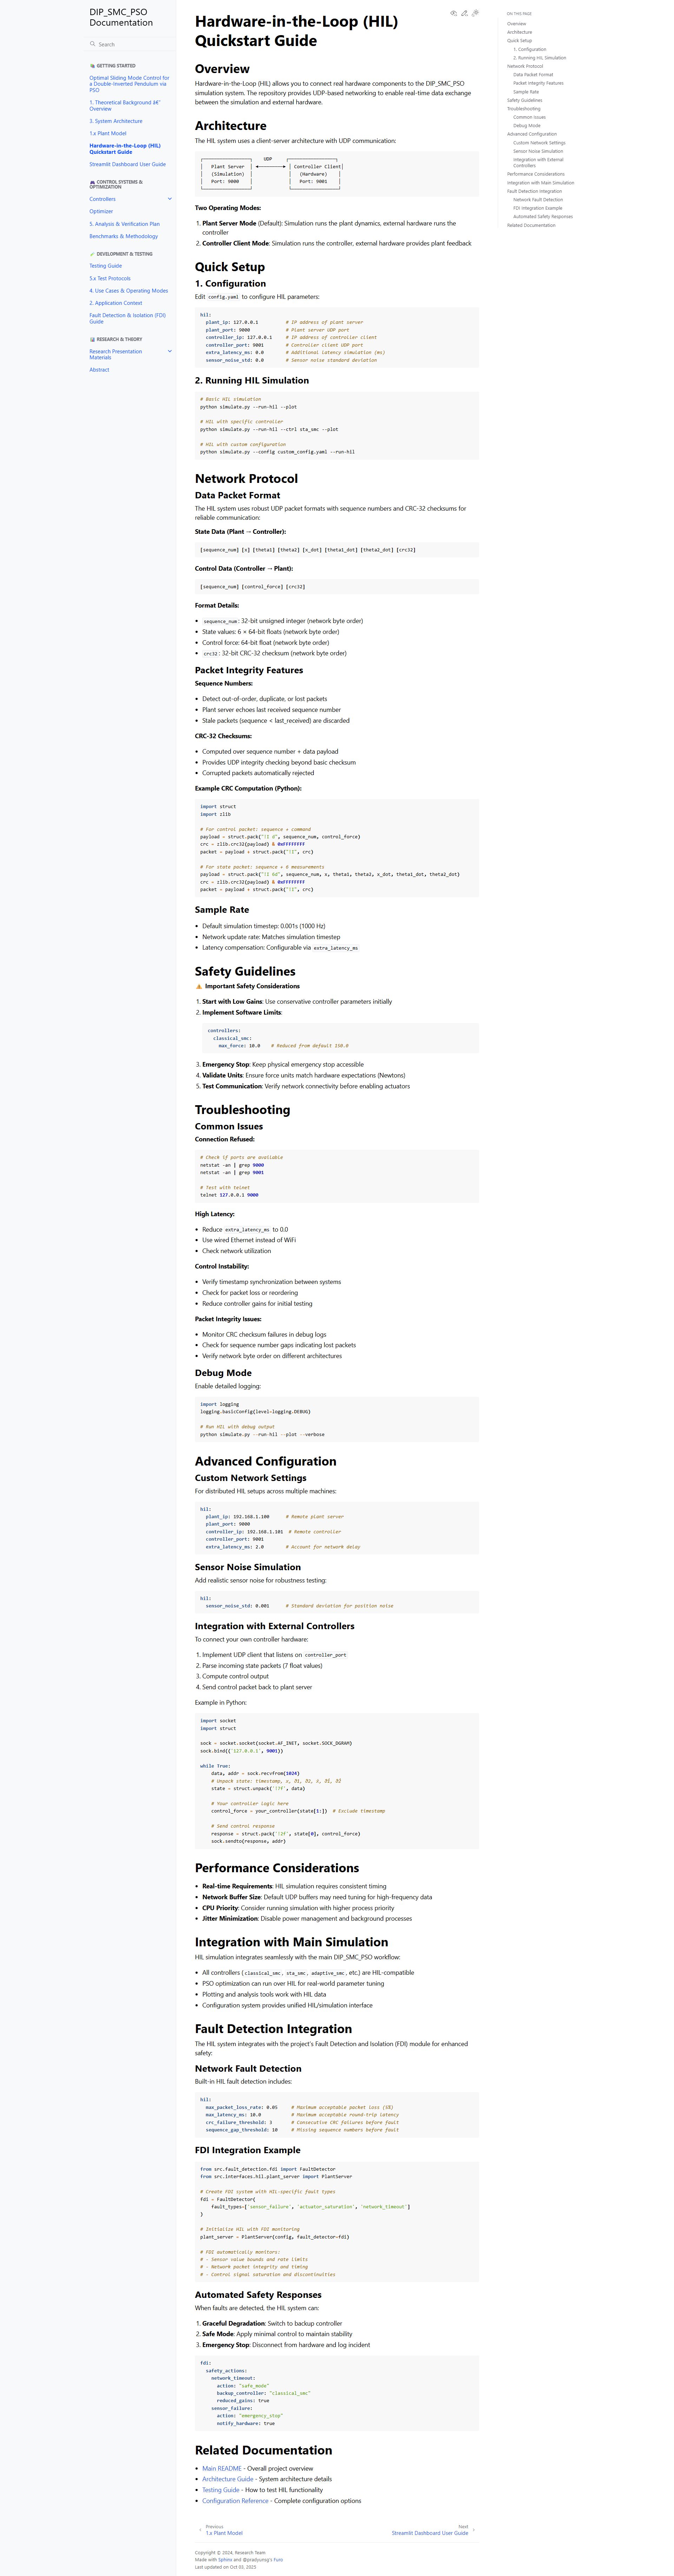 DIP_SMC_PSO
Documentation
Search
GETTING STARTED
Optimal Sliding Mode Control for
a Double-Inverted Pendulum via
PSO
1. Theoretical Background â€”
Overview
3. System Architecture
1.x Plant Model
Hardware-in-the-Loop (HIL)
Quickstart Guide
Streamlit Dashboard User Guide
CONTROL SYSTEMS &
OPTIMIZATION
Controllers
Optimizer
5. Analysis & Verification Plan
Benchmarks & Methodology
DEVELOPMENT & TESTING
Testing Guide
5.x Test Protocols
4. Use Cases & Operating Modes
2. Application Context
Fault Detection & Isolation (FDI)
Guide
RESEARCH & THEORY
Research Presentation
Materials
Abstract
Hardware-in-the-Loop (HIL)
Quickstart Guide
Overview
Hardware-in-the-Loop (HIL) allows you to connect real hardware components to the DIP_SMC_PSO
simulation system. The repository provides UDP-based networking to enable real-time data exchange
between the simulation and external hardware.
Architecture
The HIL system uses a client-server architecture with UDP communication:
UDP
Plant Server Controller Client
(Simulation) (Hardware)
Port: 9000 Port: 9001
Two Operating Modes:
1. Plant Server Mode (Default): Simulation runs the plant dynamics, external hardware runs the
controller
2. Controller Client Mode: Simulation runs the controller, external hardware provides plant feedback
Quick Setup
1. Configuration
Edit config.yaml to configure HIL parameters:
hil:
plant_ip: 127.0.0.1 # IP address of plant server
plant_port: 9000 # Plant server UDP port
controller_ip: 127.0.0.1 # IP address of controller client
controller_port: 9001 # Controller client UDP port
extra_latency_ms: 0.0 # Additional latency simulation (ms)
sensor_noise_std: 0.0 # Sensor noise standard deviation
2. Running HIL Simulation
# Basic HIL simulation
python simulate.py --run-hil --plot
# HIL with specific controller
python simulate.py --run-hil --ctrl sta_smc --plot
# HIL with custom configuration
python simulate.py --config custom_config.yaml --run-hil
Network Protocol
Data Packet Format
The HIL system uses robust UDP packet formats with sequence numbers and CRC-32 checksums for
reliable communication:
State Data (Plant → Controller):
[sequence_num] [x] [theta1] [theta2] [x_dot] [theta1_dot] [theta2_dot] [crc32]
Control Data (Controller → Plant):
[sequence_num] [control_force] [crc32]
Format Details:
• sequence_num: 32-bit unsigned integer (network byte order)
• State values: 6 × 64-bit floats (network byte order)
• Control force: 64-bit float (network byte order)
• crc32: 32-bit CRC-32 checksum (network byte order)
Packet Integrity Features
Sequence Numbers:
• Detect out-of-order, duplicate, or lost packets
• Plant server echoes last received sequence number
• Stale packets (sequence < last_received) are discarded
CRC-32 Checksums:
• Computed over sequence number + data payload
• Provides UDP integrity checking beyond basic checksum
• Corrupted packets automatically rejected
Example CRC Computation (Python):
import struct
import zlib
# For control packet: sequence + command
payload = struct.pack("!I d", sequence_num, control_force)
crc = zlib.crc32(payload) & 0xFFFFFFFF
packet = payload + struct.pack("!I", crc)
# For state packet: sequence + 6 measurements
payload = struct.pack("!I 6d", sequence_num, x, theta1, theta2, x_dot, theta1_dot, theta2_dot)
crc = zlib.crc32(payload) & 0xFFFFFFFF
packet = payload + struct.pack("!I", crc)
Sample Rate
• Default simulation timestep: 0.001s (1000 Hz)
• Network update rate: Matches simulation timestep
• Latency compensation: Configurable via extra_latency_ms
Safety Guidelines
⚠️ Important Safety Considerations
1. Start with Low Gains: Use conservative controller parameters initially
2. Implement Software Limits:
controllers:
classical_smc:
max_force: 10.0 # Reduced from default 150.0
3. Emergency Stop: Keep physical emergency stop accessible
4. Validate Units: Ensure force units match hardware expectations (Newtons)
5. Test Communication: Verify network connectivity before enabling actuators
Troubleshooting
Common Issues
Connection Refused:
# Check if ports are available
netstat -an | grep 9000
netstat -an | grep 9001
# Test with telnet
telnet 127.0.0.1 9000
High Latency:
• Reduce extra_latency_ms to 0.0
• Use wired Ethernet instead of WiFi
• Check network utilization
Control Instability:
• Verify timestamp synchronization between systems
• Check for packet loss or reordering
• Reduce controller gains for initial testing
Packet Integrity Issues:
• Monitor CRC checksum failures in debug logs
• Check for sequence number gaps indicating lost packets
• Verify network byte order on different architectures
Debug Mode
Enable detailed logging:
import logging
logging.basicConfig(level=logging.DEBUG)
# Run HIL with debug output
python simulate.py --run-hil --plot --verbose
Advanced Configuration
Custom Network Settings
For distributed HIL setups across multiple machines:
hil:
plant_ip: 192.168.1.100 # Remote plant server
plant_port: 9000
controller_ip: 192.168.1.101 # Remote controller
controller_port: 9001
extra_latency_ms: 2.0 # Account for network delay
Sensor Noise Simulation
Add realistic sensor noise for robustness testing:
hil:
sensor_noise_std: 0.001 # Standard deviation for position noise
Integration with External Controllers
To connect your own controller hardware:
1. Implement UDP client that listens on controller_port
2. Parse incoming state packets (7 float values)
3. Compute control output
4. Send control packet back to plant server
Example in Python:
import socket
import struct
sock = socket.socket(socket.AF_INET, socket.SOCK_DGRAM)
sock.bind(('127.0.0.1', 9001))
while True:
data, addr = sock.recvfrom(1024)
# Unpack state: timestamp, x,
state = struct.unpack('!7f', data)
# Your controller logic here
control_force = your_controller(state[1:]) # Exclude timestamp
# Send control response
response = struct.pack('!2f', state[0], control_force)
sock.sendto(response, addr)
Performance Considerations
• Real-time Requirements: HIL simulation requires consistent timing
• Network Buffer Size: Default UDP buffers may need tuning for high-frequency data
• CPU Priority: Consider running simulation with higher process priority
• Jitter Minimization: Disable power management and background processes
Integration with Main Simulation
HIL simulation integrates seamlessly with the main DIP_SMC_PSO workflow:
• All controllers (classical_smc, sta_smc, adaptive_smc, etc.) are HIL-compatible
• PSO optimization can run over HIL for real-world parameter tuning
• Plotting and analysis tools work with HIL data
• Configuration system provides unified HIL/simulation interface
Fault Detection Integration
The HIL system integrates with the project's Fault Detection and Isolation (FDI) module for enhanced
safety:
Network Fault Detection
Built-in HIL fault detection includes:
hil:
max_packet_loss_rate: 0.05 # Maximum acceptable packet loss (5%)
max_latency_ms: 10.0 # Maximum acceptable round-trip latency
crc_failure_threshold: 3 # Consecutive CRC failures before fault
sequence_gap_threshold: 10 # Missing sequence numbers before fault
FDI Integration Example
from src.fault_detection.fdi import FaultDetector
from src.interfaces.hil.plant_server import PlantServer
# Create FDI system with HIL-specific fault types
fdi = FaultDetector(
fault_types=['sensor_failure', 'actuator_saturation', 'network_timeout']
)
# Initialize HIL with FDI monitoring
plant_server = PlantServer(config, fault_detector=fdi)
# FDI automatically monitors:
# - Sensor value bounds and rate limits
# - Network packet integrity and timing
# - Control signal saturation and discontinuities
Automated Safety Responses
When faults are detected, the HIL system can:
1. Graceful Degradation: Switch to backup controller
2. Safe Mode: Apply minimal control to maintain stability
3. Emergency Stop: Disconnect from hardware and log incident
fdi:
safety_actions:
network_timeout:
action: "safe_mode"
backup_controller: "classical_smc"
reduced_gains: true
sensor_failure:
action: "emergency_stop"
notify_hardware: true
Related Documentation
• Main README - Overall project overview
• Architecture Guide - System architecture details
• Testing Guide - How to test HIL functionality
• Configuration Reference - Complete configuration options
Previous
1.x Plant Model
Next
Streamlit Dashboard User Guide
Copyright © 2024, Research Team
Made with Sphinx and @pradyunsg's Furo
Last updated on Oct 03, 2025
ON THIS PAGE
Overview
Architecture
Quick Setup
1. Configuration
2. Running HIL Simulation
Network Protocol
Data Packet Format
Packet Integrity Features
Sample Rate
Safety Guidelines
Troubleshooting
Common Issues
Debug Mode
Advanced Configuration
Custom Network Settings
Sensor Noise Simulation
Integration with External
Controllers
Performance Considerations
Integration with Main Simulation
Fault Detection Integration
Network Fault Detection
FDI Integration Example
Automated Safety Responses
Related Documentation